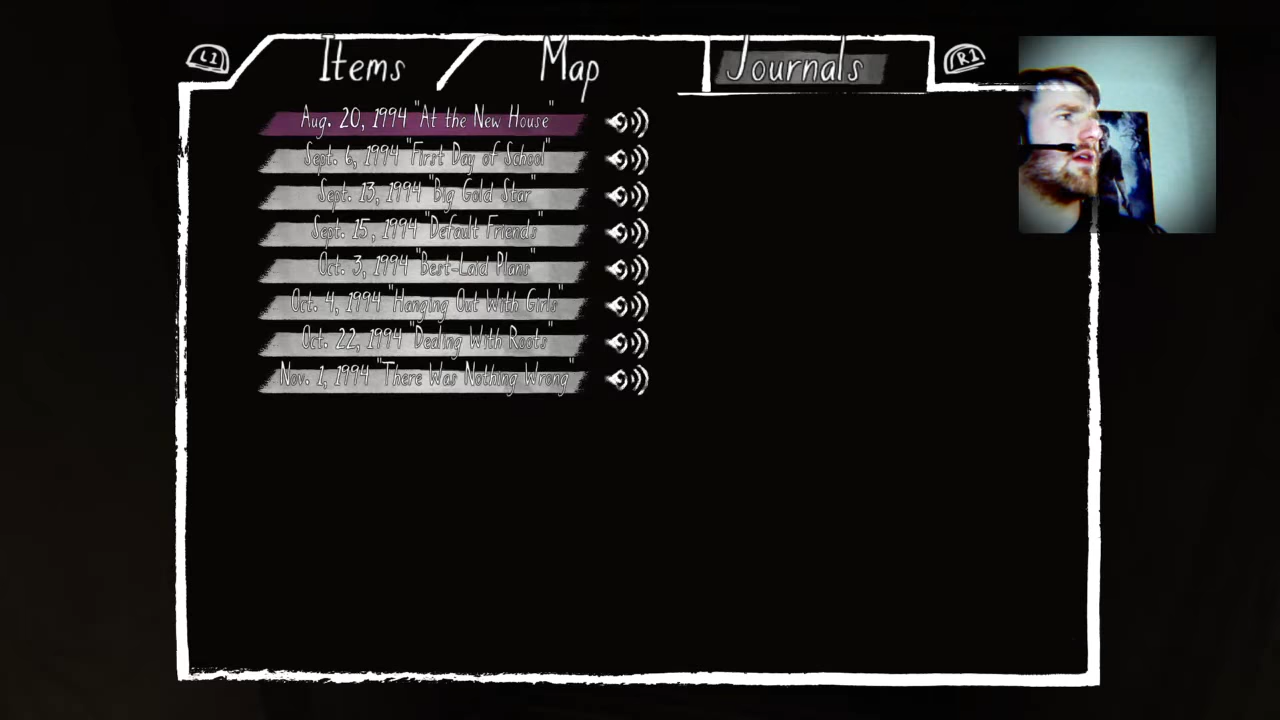 L1 Items Map Journals R1
Aug. 20, 1994 "At the New House"
Sept. 6, 1994 "First Day of School"
Sept. 13, 1994 "Big Gold Star"
Sept. 15, 1994 "Default Friends"
Oct. 3, 1994 "Best-Laid Plans"
Oct. 4, 1994 "Hanging Out With Girls"
Oct. 22, 1994 "Dealing With Roots"
Nov. 1, 1994 "There Was Nothing Wrong"